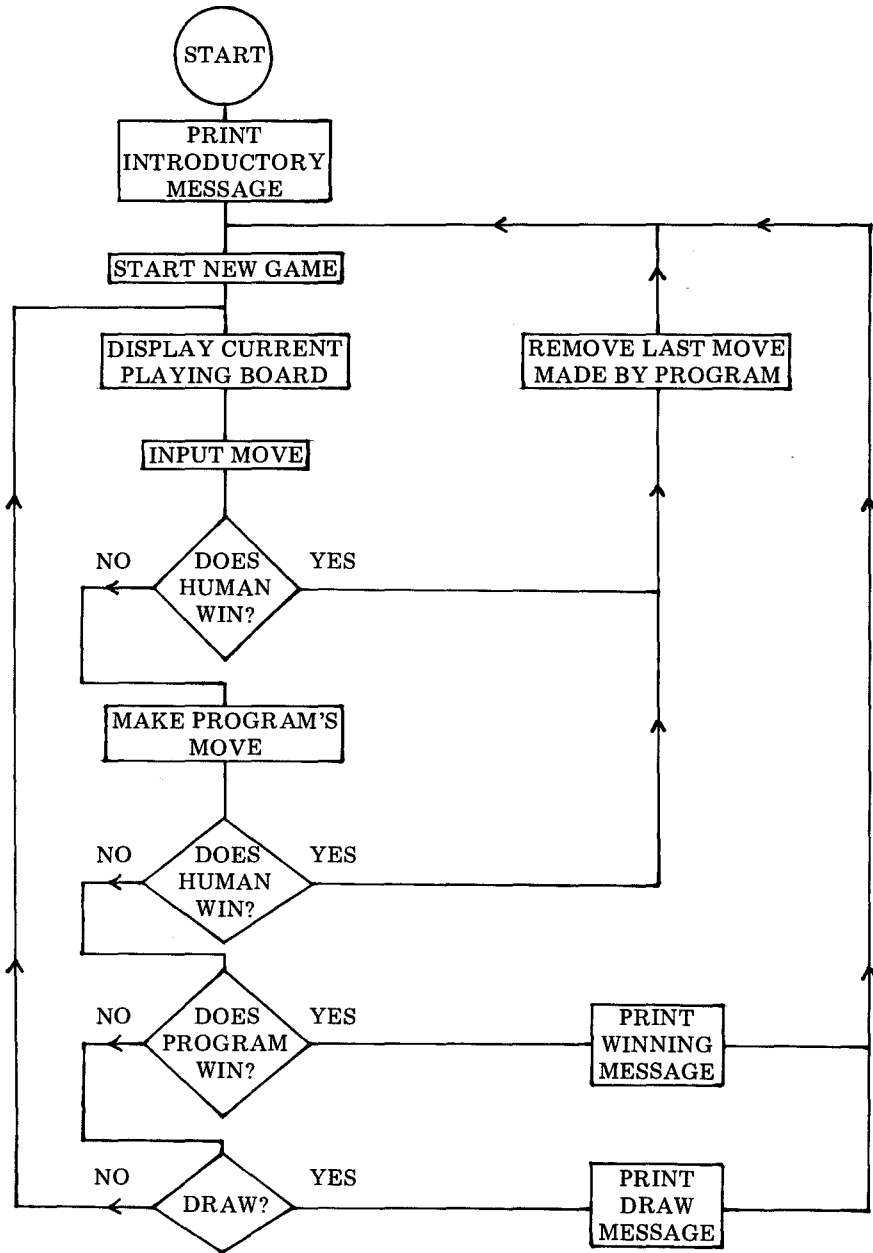 START
PRINT
INTRODUCTORY
MESSAGE
START NEW GAME
DISPLAY CURRENT
PLAYING BOARD
REMOVE LAST MOVE
MADE BY PROGRAM
INPUT MOVE
NO
DOES
HUMAN
WIN?
YES
MAKE PROGRAM'S
MOVE
NO
DOES
HUMAN
WIN?
YES
NO
DOES
PROGRAM
WIN?
YES
PRINT
WINNING
MESSAGE
NO
DRAW?
YES
PRINT
DRAW
MESSAGE